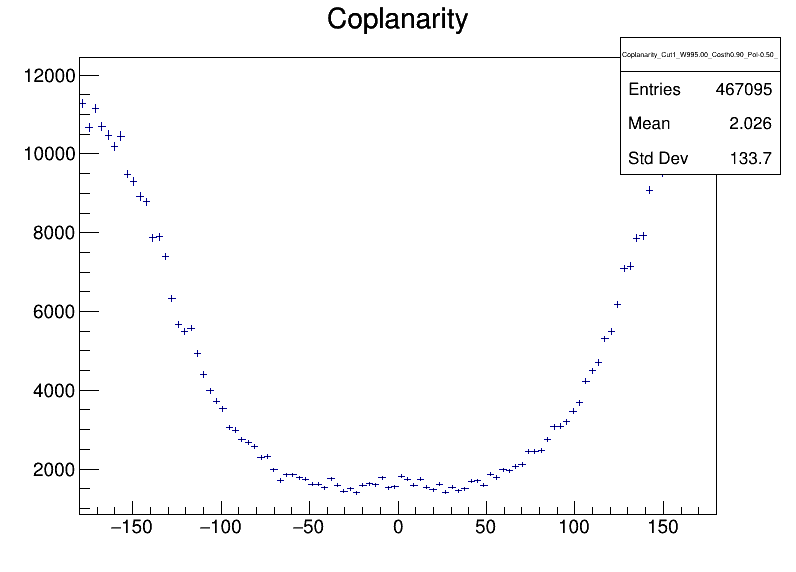 Coplanarity
Coplanarity_Cut1_W995.00_Costh0.90_Pol-0.50_
Entries 467095
Mean 2.026
Std Dev 133.7
12000
10000
8000
6000
4000
2000
−150 −100 −50 0 50 100 150